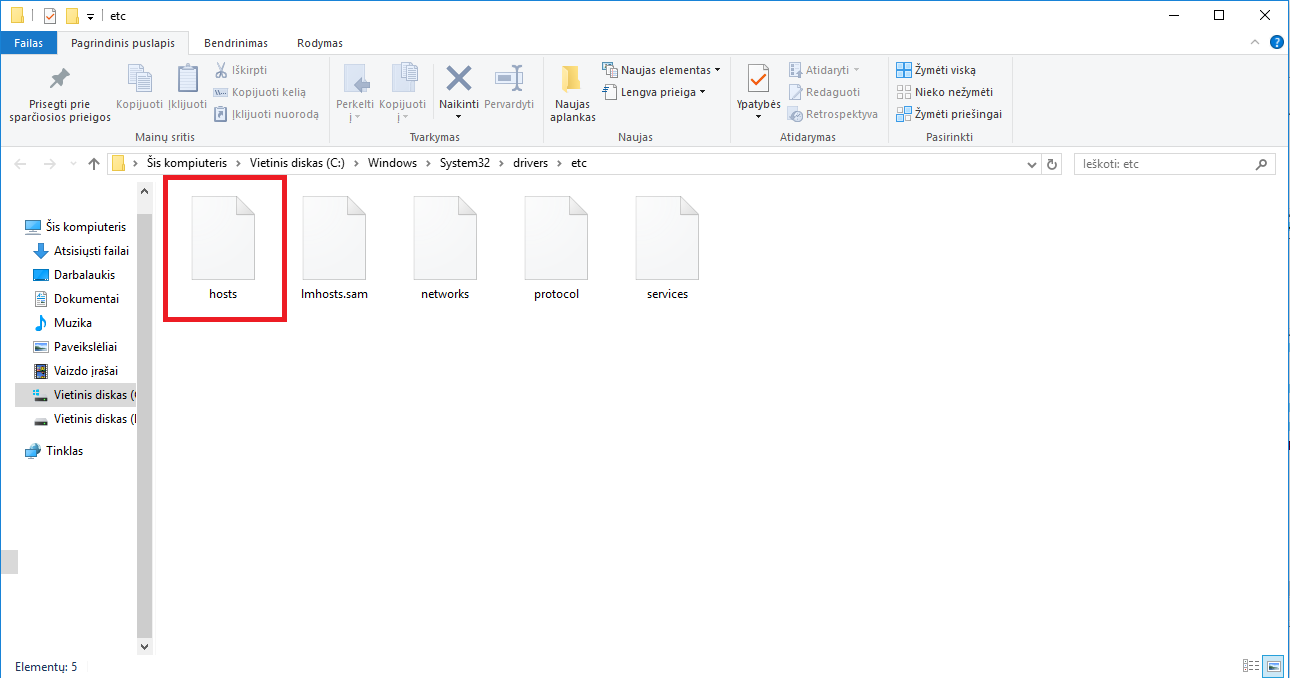 etc
Failas
Pagrindinis puslapis
Bendrinimas
Rodymas
Prisegti prie
sparčiosios prieigos
Kopijuoti
Įklijuoti
Iškirpti
Kopijuoti kelią
Įklijuoti nuorodą
Mainų sritis
Perkelti
į
Kopijuoti
į
Naikinti
Pervardyti
Tvarkymas
Naujas
aplankas
Naujas elementas
Lengva prieiga
Naujas
Ypatybės
Atidaryti
Redaguoti
Retrospektyva
Atidarymas
Žymėti viską
Nieko nežymėti
Žymėti priešingai
Pasirinkti
Šis kompiuteris > Vietinis diskas (C:) > Windows > System32 > drivers > etc
Ieškoti: etc
Šis kompiuteris
Atsisiųsti failai
Darbalaukis
Dokumentai
Muzika
Paveikslėliai
Vaizdo įrašai
Vietinis diskas (
Vietinis diskas (
Tinklas
hosts
lmhosts.sam
networks
protocol
services
Elementų: 5